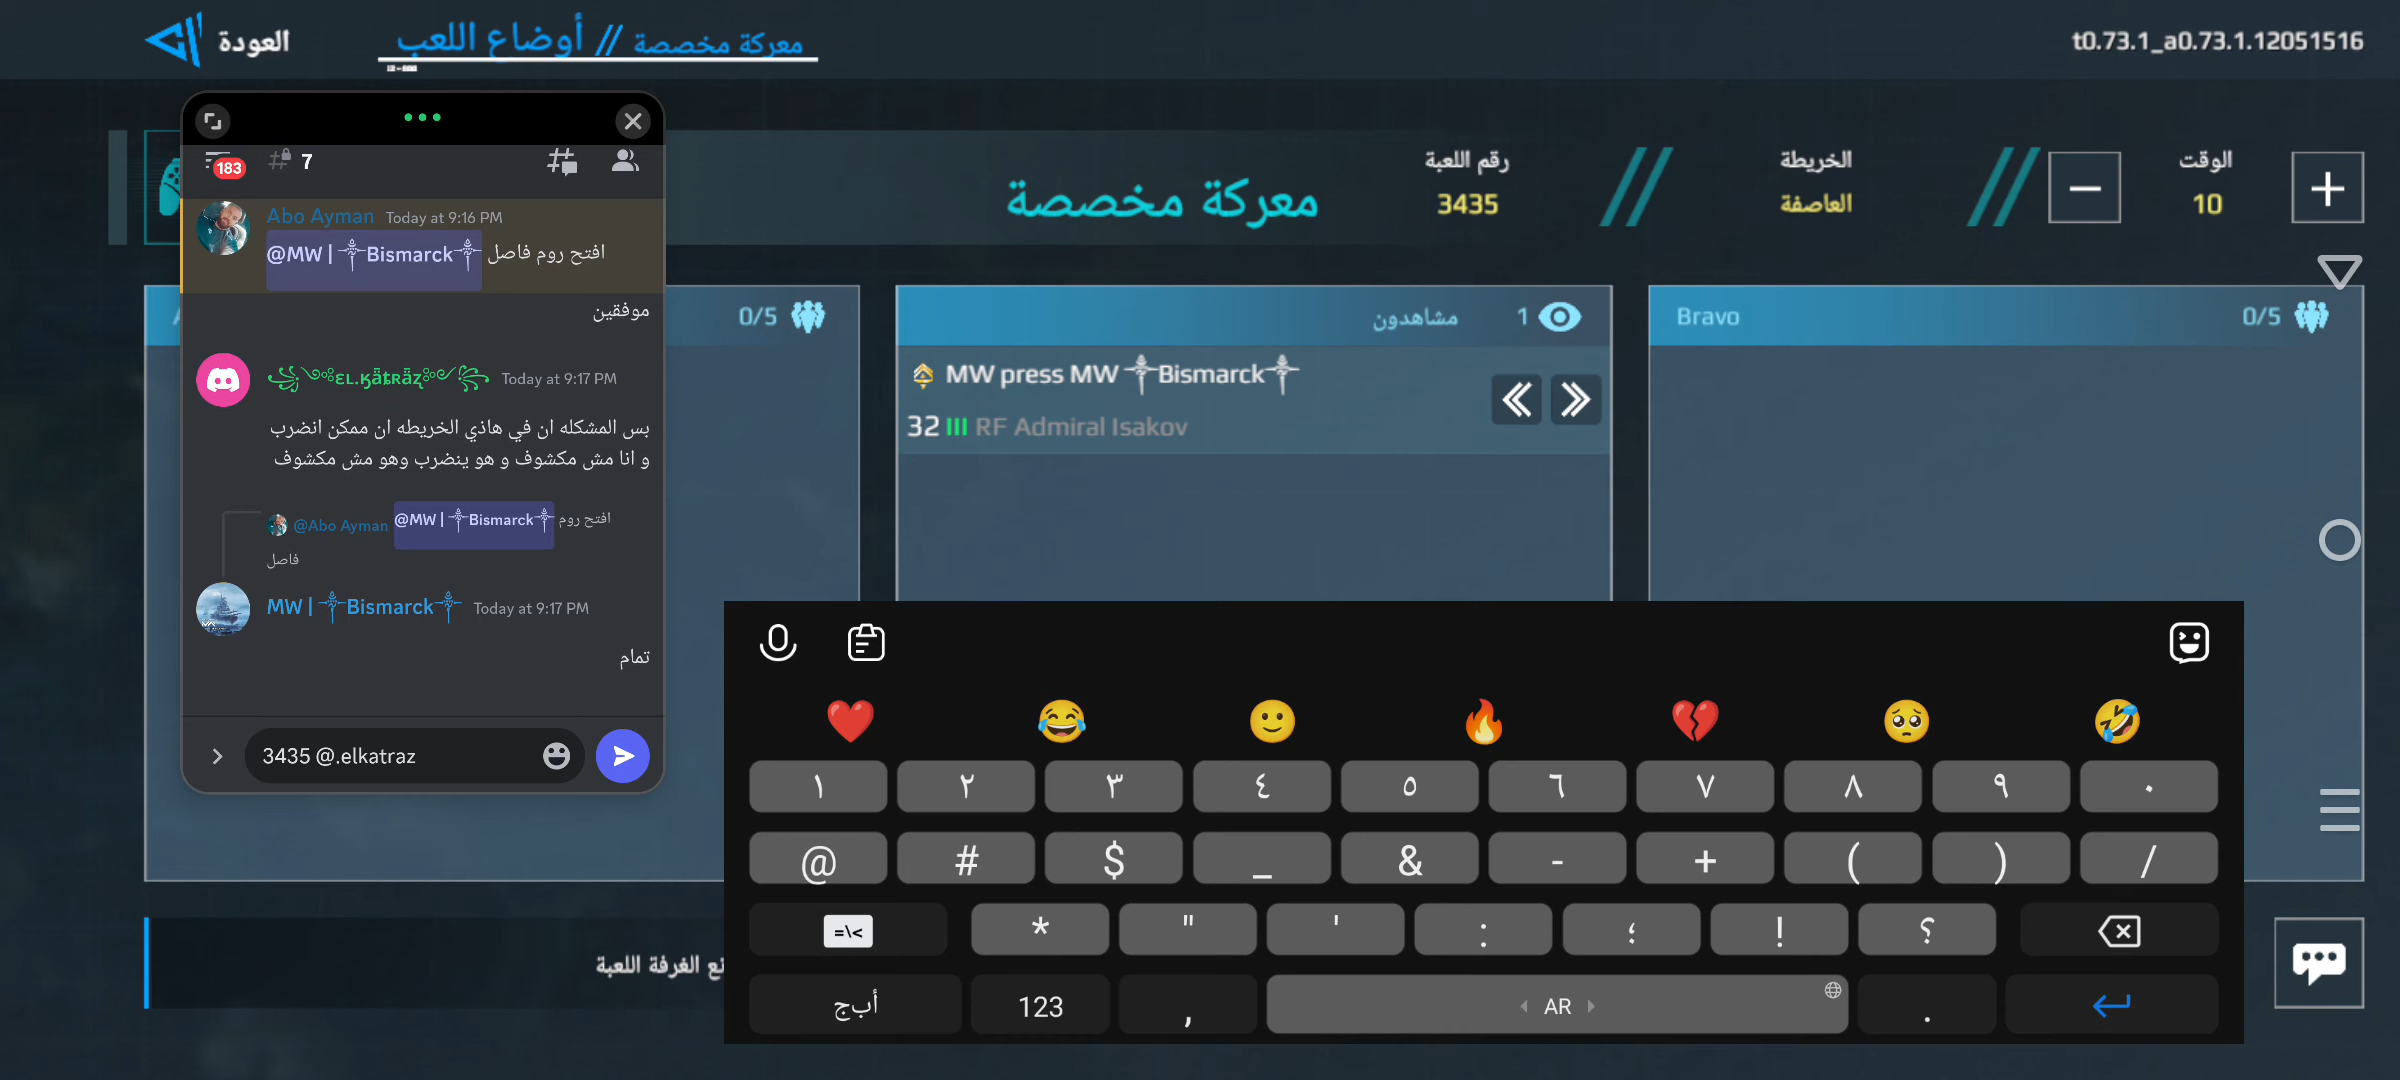 العودة
معركة مخصصة // أوضاع اللعب
t0.73.1_a0.73.1.12051516
معركة مخصصة
رقم اللعبة
3435
الخريطة
العاصفة
الوقت
10
183
7
Abo Ayman Today at 9:16 PM
@MW | ༒Bismarck༒ افتح روم فاصل
موفقين
꧁༺ɛʟ.ӄǟȶʀǟʐ༻꧂ Today at 9:17 PM
بس المشكله ان في هاذي الخريطه ان ممكن انضرب
و انا مش مكشوف و هو ينضرب وهو مش مكشوف
@Abo Ayman @MW | ༒Bismarck༒ افتح روم
فاصل
MW | ༒Bismarck༒ Today at 9:17 PM
تمام
3435 @.elkatraz
0/5
مشاهدون 1
MW press MW ༒Bismarck༒
32 III RF Admiral Isakov
Bravo 0/5
الغرفة اللعبة
❤️ 😂 🙂 🔥 💔 🥺 🤣
١ ٢ ٣ ٤ ٥ ٦ ٧ ٨ ٩ ٠
@ # $ _ & - + ( ) /
=\< * " ' : ؛ ! ؟
أب‌ج 123 , AR .